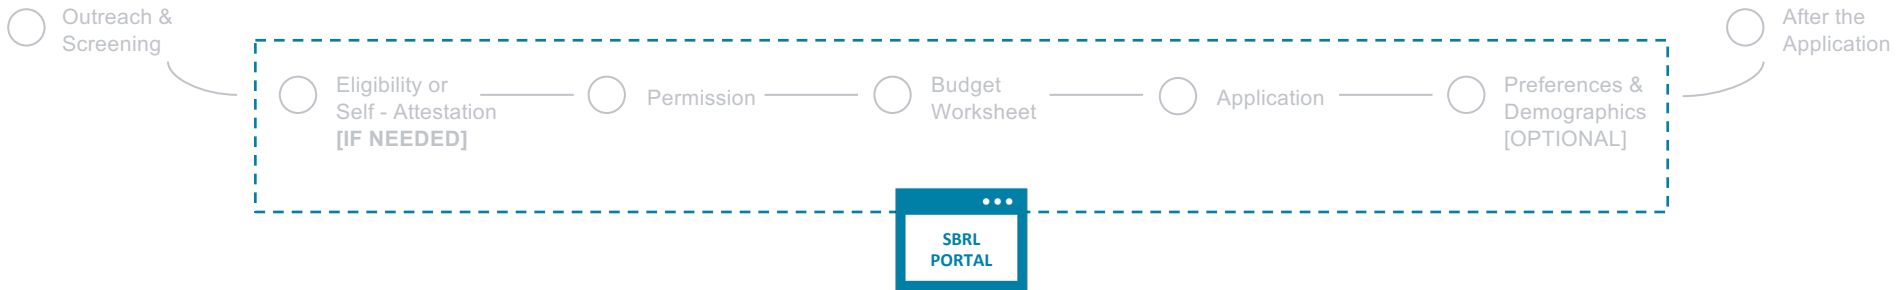 Outreach &
Screening
Eligibility or
Self - Attestation
[IF NEEDED]
Permission
Budget
Worksheet
Application
Preferences &
Demographics
[OPTIONAL]
After the
Application
SBRL
PORTAL